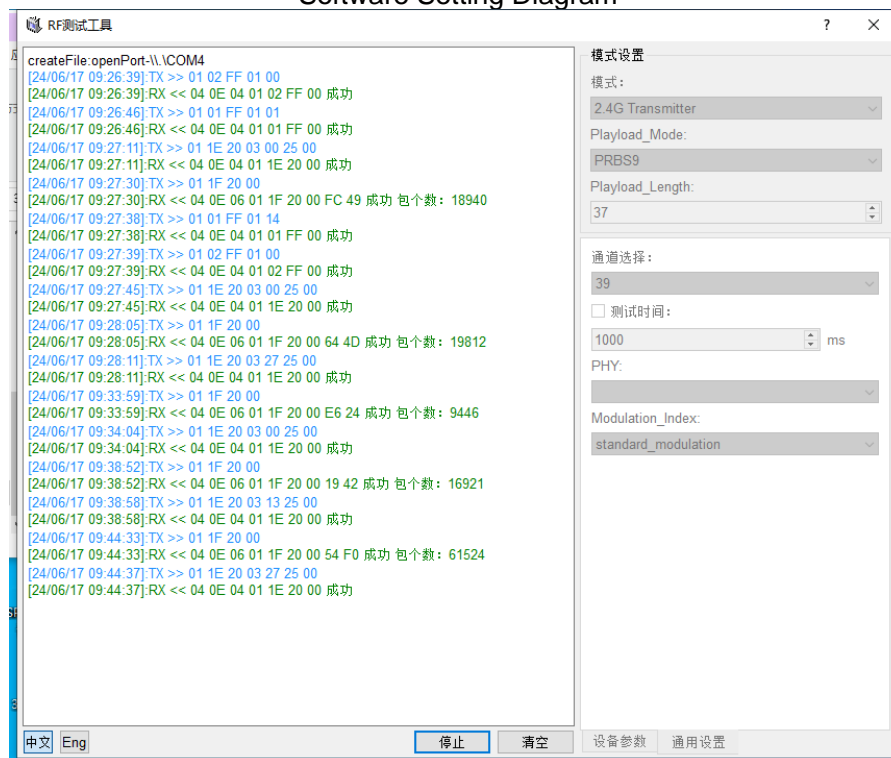 Software Setting Diagram
RF测试工具
? ×
createFile:openPort-\\.\COM4
[24/06/17 09:26:39]:TX >> 01 02 FF 01 00
[24/06/17 09:26:39]:RX << 04 0E 04 01 02 FF 00 成功
[24/06/17 09:26:46]:TX >> 01 01 FF 01 01
[24/06/17 09:26:46]:RX << 04 0E 04 01 01 FF 00 成功
[24/06/17 09:27:11]:TX >> 01 1E 20 03 00 25 00
[24/06/17 09:27:11]:RX << 04 0E 04 01 1E 20 00 成功
[24/06/17 09:27:30]:TX >> 01 1F 20 00
[24/06/17 09:27:30]:RX << 04 0E 06 01 1F 20 00 FC 49 成功 包个数：18940
[24/06/17 09:27:38]:TX >> 01 01 FF 01 14
[24/06/17 09:27:38]:RX << 04 0E 04 01 01 FF 00 成功
[24/06/17 09:27:39]:TX >> 01 02 FF 01 00
[24/06/17 09:27:39]:RX << 04 0E 04 01 02 FF 00 成功
[24/06/17 09:27:45]:TX >> 01 1E 20 03 00 25 00
[24/06/17 09:27:45]:RX << 04 0E 04 01 1E 20 00 成功
[24/06/17 09:28:05]:TX >> 01 1F 20 00
[24/06/17 09:28:05]:RX << 04 0E 06 01 1F 20 00 64 4D 成功 包个数：19812
[24/06/17 09:28:11]:TX >> 01 1E 20 03 27 25 00
[24/06/17 09:28:11]:RX << 04 0E 04 01 1E 20 00 成功
[24/06/17 09:33:59]:TX >> 01 1F 20 00
[24/06/17 09:33:59]:RX << 04 0E 06 01 1F 20 00 E6 24 成功 包个数：9446
[24/06/17 09:34:04]:TX >> 01 1E 20 03 00 25 00
[24/06/17 09:34:04]:RX << 04 0E 04 01 1E 20 00 成功
[24/06/17 09:38:52]:TX >> 01 1F 20 00
[24/06/17 09:38:52]:RX << 04 0E 06 01 1F 20 00 19 42 成功 包个数：16921
[24/06/17 09:38:58]:TX >> 01 1E 20 03 13 25 00
[24/06/17 09:38:58]:RX << 04 0E 04 01 1E 20 00 成功
[24/06/17 09:44:33]:TX >> 01 1F 20 00
[24/06/17 09:44:33]:RX << 04 0E 06 01 1F 20 00 54 F0 成功 包个数：61524
[24/06/17 09:44:37]:TX >> 01 1E 20 03 27 25 00
[24/06/17 09:44:37]:RX << 04 0E 04 01 1E 20 00 成功
中文 Eng
停止 清空
模式设置
模式：
2.4G Transmitter
Playload_Mode:
PRBS9
Playload_Length:
37
通道选择：
39
测试时间：
1000 ms
PHY:
Modulation_Index:
standard_modulation
设备参数 通用设置